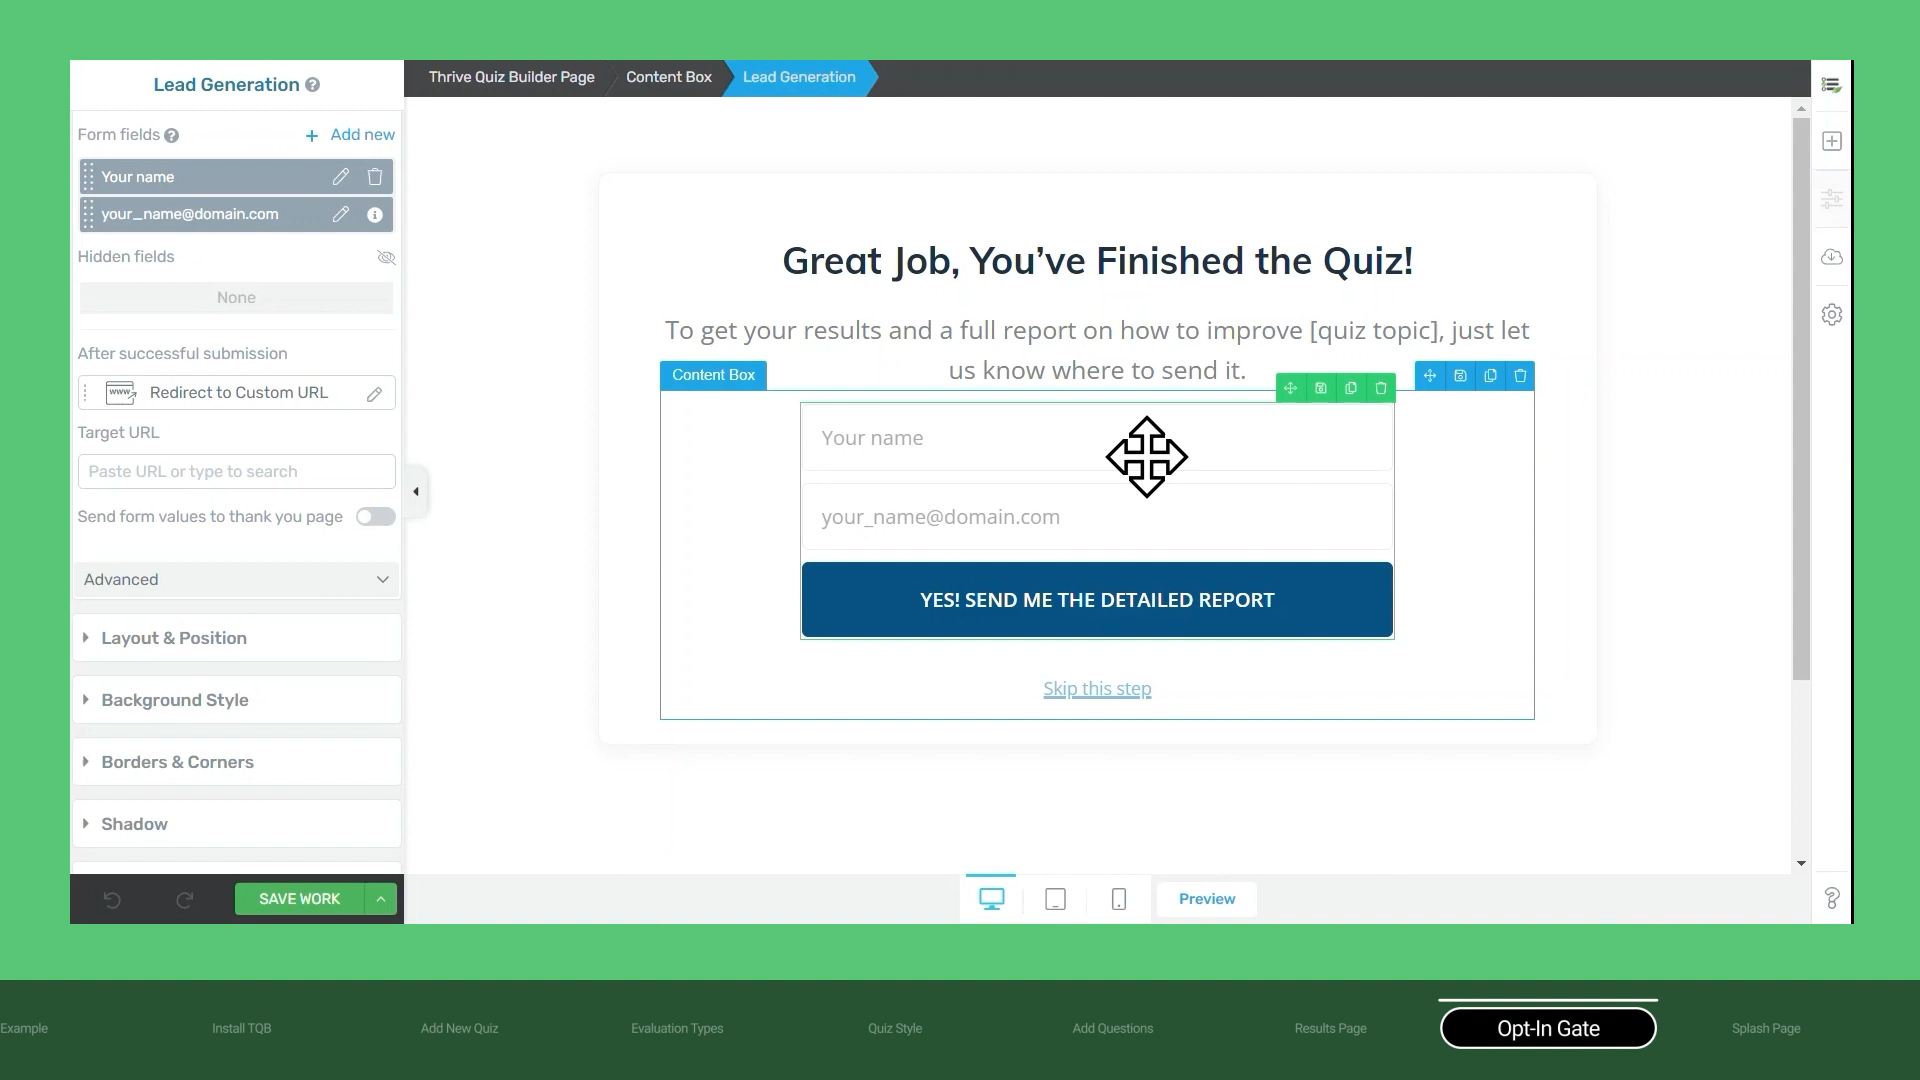 Lead Generation
Thrive Quiz Builder Page
Content Box
Lead Generation
Form fields
Add new
Your name
your_name@domain.com
Hidden fields
None
After successful submission
WWW
Redirect to Custom URL
Target URL
Paste URL or type to search
Send form values to thank you page
Advanced
Layout & Position
Background Style
Borders & Corners
Shadow
SAVE WORK
Great Job, You’ve Finished the Quiz!
To get your results and a full report on how to improve [quiz topic], just let
us know where to send it.
Content Box
Your name
your_name@domain.com
YES! SEND ME THE DETAILED REPORT
Skip this step
Preview
Example
Install TQB
Add New Quiz
Evaluation Types
Quiz Style
Add Questions
Results Page
Opt-In Gate
Splash Page